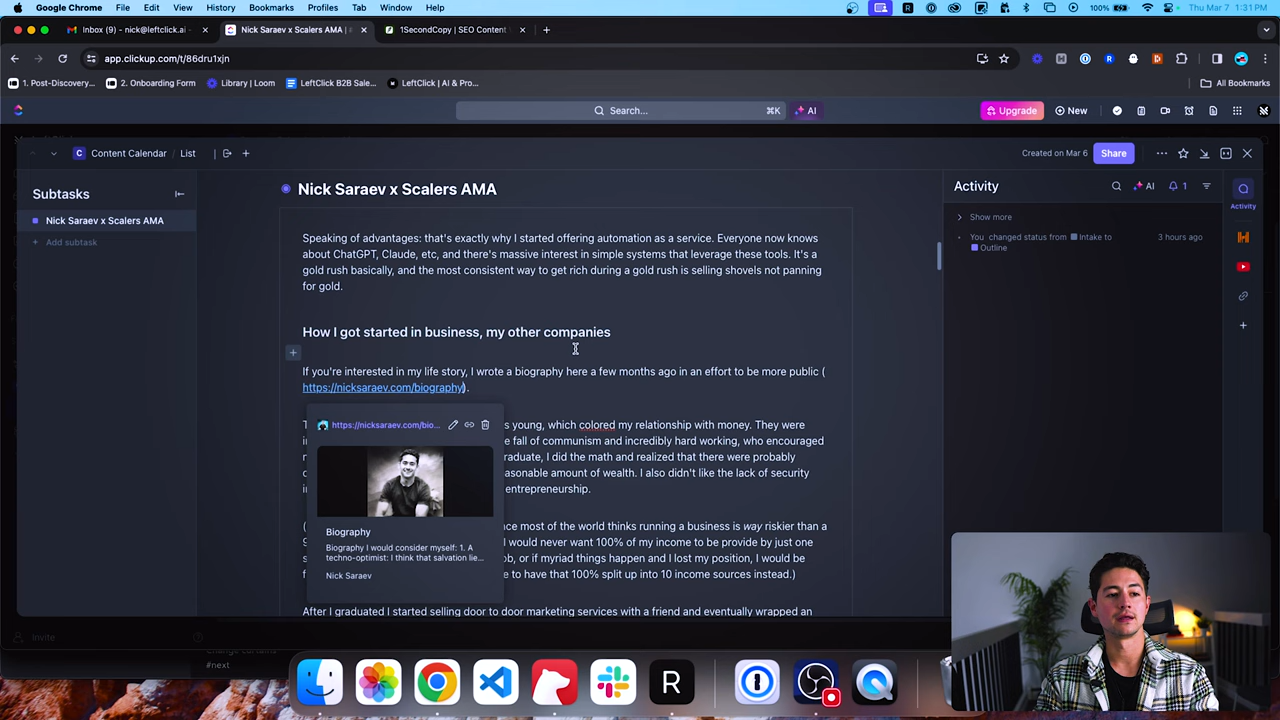 Google Chrome File Edit View History Bookmarks Profiles Tab Window Help 100% Thu Mar 7 1:31 PM
Inbox (9) - nick@leftclick.ai - Nick Saraev x Scalers AMA | 1SecondCopy | SEO Content
app.clickup.com/t/86dru1xjn
1. Post-Discovery... 2. Onboarding Form Library | Loom LeftClick B2B Sale... LeftClick | AI & Pro... All Bookmarks
Search... ⌘K AI Upgrade New
Content Calendar / List Created on Mar 6 Share
Subtasks
Nick Saraev x Scalers AMA
Add subtask
Nick Saraev x Scalers AMA
Speaking of advantages: that's exactly why I started offering automation as a service. Everyone now knows
about ChatGPT, Claude, etc, and there's massive interest in simple systems that leverage these tools. It's a
gold rush basically, and the most consistent way to get rich during a gold rush is selling shovels not panning
for gold.
How I got started in business, my other companies
If you're interested in my life story, I wrote a biography here a few months ago in an effort to be more public (
https://nicksaraev.com/biography).
s young, which colored my relationship with money. They were
e fall of communism and incredibly hard working, who encouraged
raduate, I did the math and realized that there were probably
asonable amount of wealth. I also didn't like the lack of security
entrepreneurship.
nce most of the world thinks running a business is way riskier than a
I would never want 100% of my income to be provide by just one
ob, or if myriad things happen and I lost my position, I would be
e to have that 100% split up into 10 income sources instead.)
After I graduated I started selling door to door marketing services with a friend and eventually wrapped an
https://nicksaraev.com/bio...
Biography
Biography I would consider myself: 1. A
techno-optimist: I think that salvation lie...
Nick Saraev
Activity AI 1
Show more
You changed status from Intake to
Outline
3 hours ago
Activity
Invite
Change curtains
#next